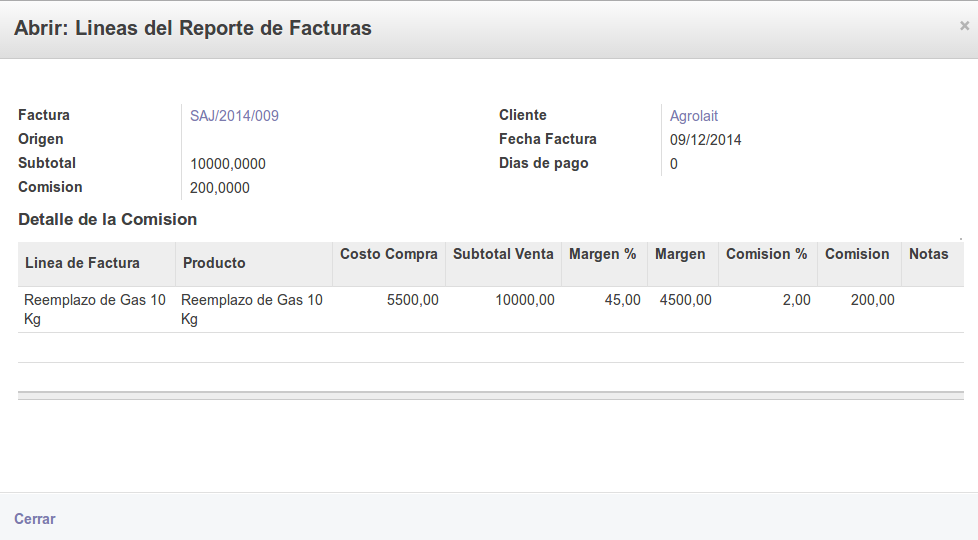 Abrir: Lineas del Reporte de Facturas
×
Factura SAJ/2014/009 Cliente Agrolait
Origen Fecha Factura 09/12/2014
Subtotal 10000,0000 Dias de pago 0
Comision 200,0000
Detalle de la Comision
Linea de Factura Producto Costo Compra Subtotal Venta Margen % Margen Comision % Comision Notas
Reemplazo de Gas 10 Reemplazo de Gas 10 5500,00 10000,00 45,00 4500,00 2,00 200,00
Kg Kg
Cerrar